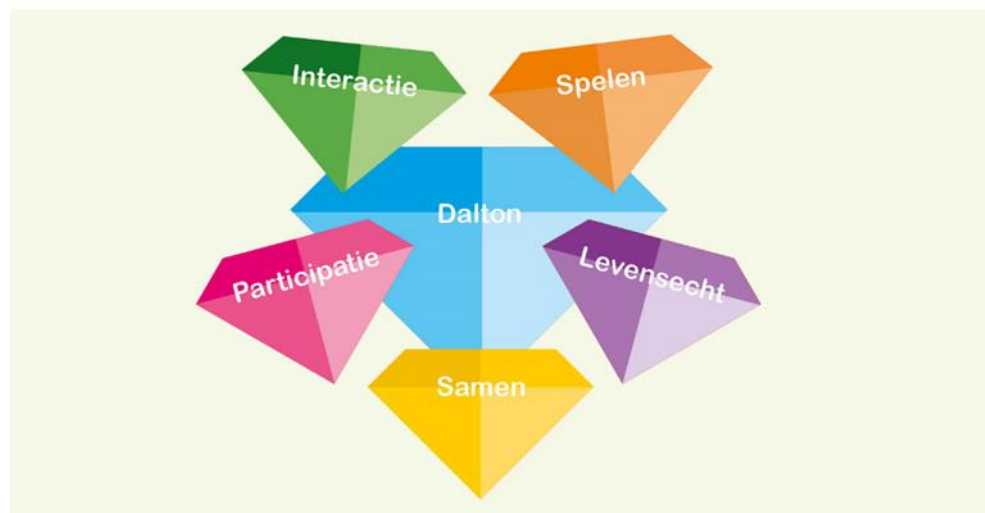 Interactie
Spelen
Dalton
Participatie
Levensecht
Samen